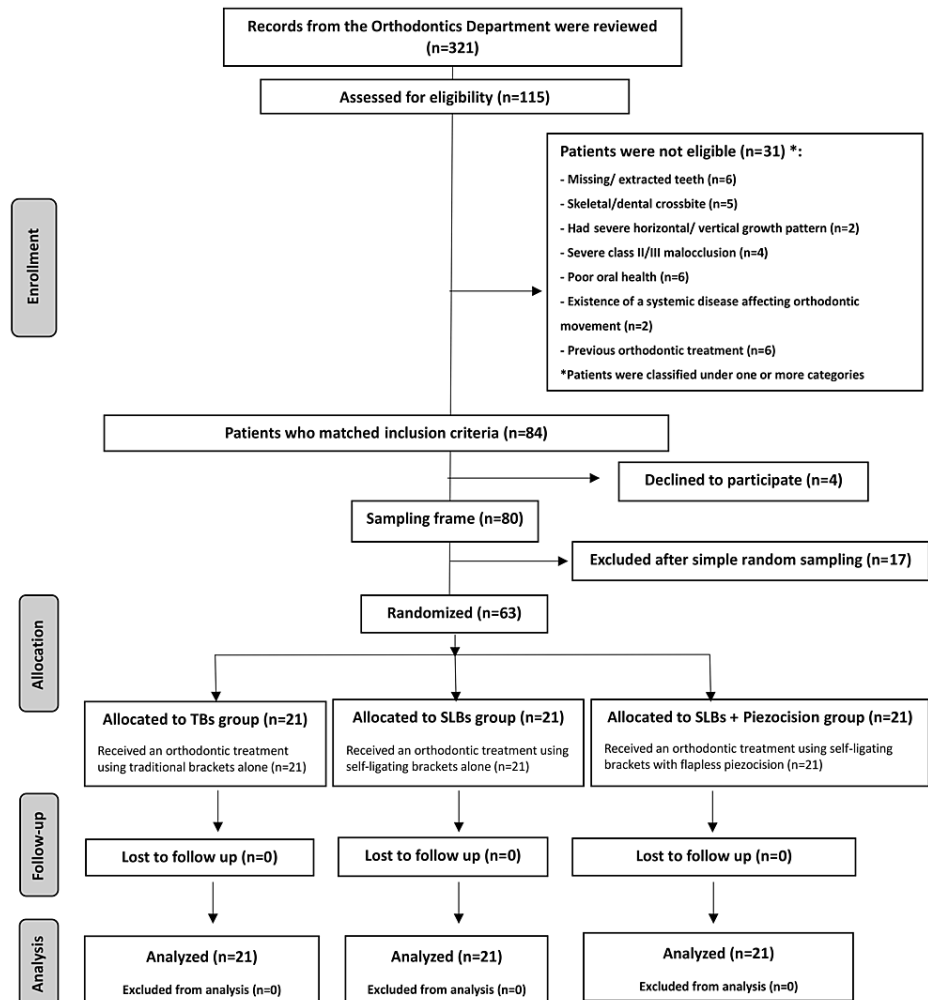 Records from the Orthodontics Department were reviewed
(n=321)
Assessed for eligibility (n=115)
Patients were not eligible (n=31) *:
- Missing/ extracted teeth (n=6)
- Skeletal/dental crossbite (n=5)
- Had severe horizontal/ vertical growth pattern (n=2)
- Severe class II/III malocclusion (n=4)
- Poor oral health (n=6)
- Existence of a systemic disease affecting orthodontic
movement (n=2)
- Previous orthodontic treatment (n=6)
*Patients were classified under one or more categories
Enrollment
Patients who matched inclusion criteria (n=84)
Declined to participate (n=4)
Sampling frame (n=80)
Excluded after simple random sampling (n=17)
Randomized (n=63)
Allocation
Allocated to TBs group (n=21)
Received an orthodontic treatment
using traditional brackets alone (n=21)
Allocated to SLBs group (n=21)
Received an orthodontic treatment using
self-ligating brackets alone (n=21)
Allocated to SLBs + Piezocision group (n=21)
Received an orthodontic treatment using self-ligating
brackets with flapless piezocision (n=21)
Follow-up
Lost to follow up (n=0)
Lost to follow up (n=0)
Lost to follow up (n=0)
Analysis
Analyzed (n=21)
Excluded from analysis (n=0)
Analyzed (n=21)
Excluded from analysis (n=0)
Analyzed (n=21)
Excluded from analysis (n=0)